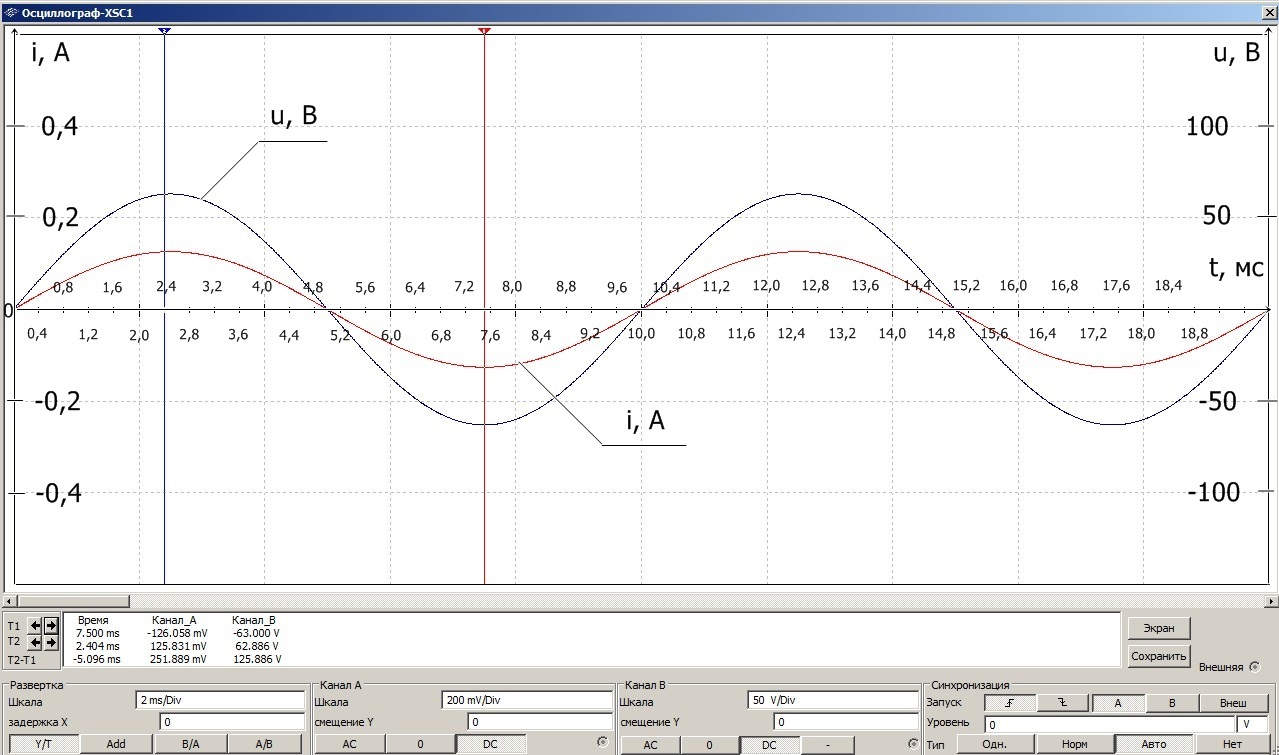 Осциллограф-XSC1
i, А u, В
u, В
0,4 100
0,2 50
t, мс
0,8 1,6 2,4 3,2 4,0 4,8 5,6 6,4 7,2 8,0 8,8 9,6 10,4 11,2 12,0 12,8 13,6 14,4 15,2 16,0 16,8 17,6 18,4
0
0,4 1,2 2,0 2,8 3,6 4,4 5,2 6,0 6,8 7,6 8,4 9,2 10,0 10,8 11,6 12,4 13,2 14,0 14,8 15,6 16,4 17,2 18,0 18,8
-0,2 -50
i, А
-0,4 -100
T1
T2
T2-T1
Время Канал_A Канал_B
7.500 ms -126.058 mV -63.000 V
2.404 ms 125.831 mV 62.886 V
-5.096 ms 251.889 mV 125.886 V
Экран
Сохранить
Внешняя
Развертка
Шкала 2 ms/Div
задержка X 0
Y/T Add B/A A/B
Канал A
Шкала 200 mV/Div
смещение Y 0
AC 0 DC
Канал B
Шкала 50 V/Div
смещение Y 0
AC 0 DC -
Синхронизация
Запуск A B Внеш
Уровень 0 V
Тип Одн. Норм Авто Нет